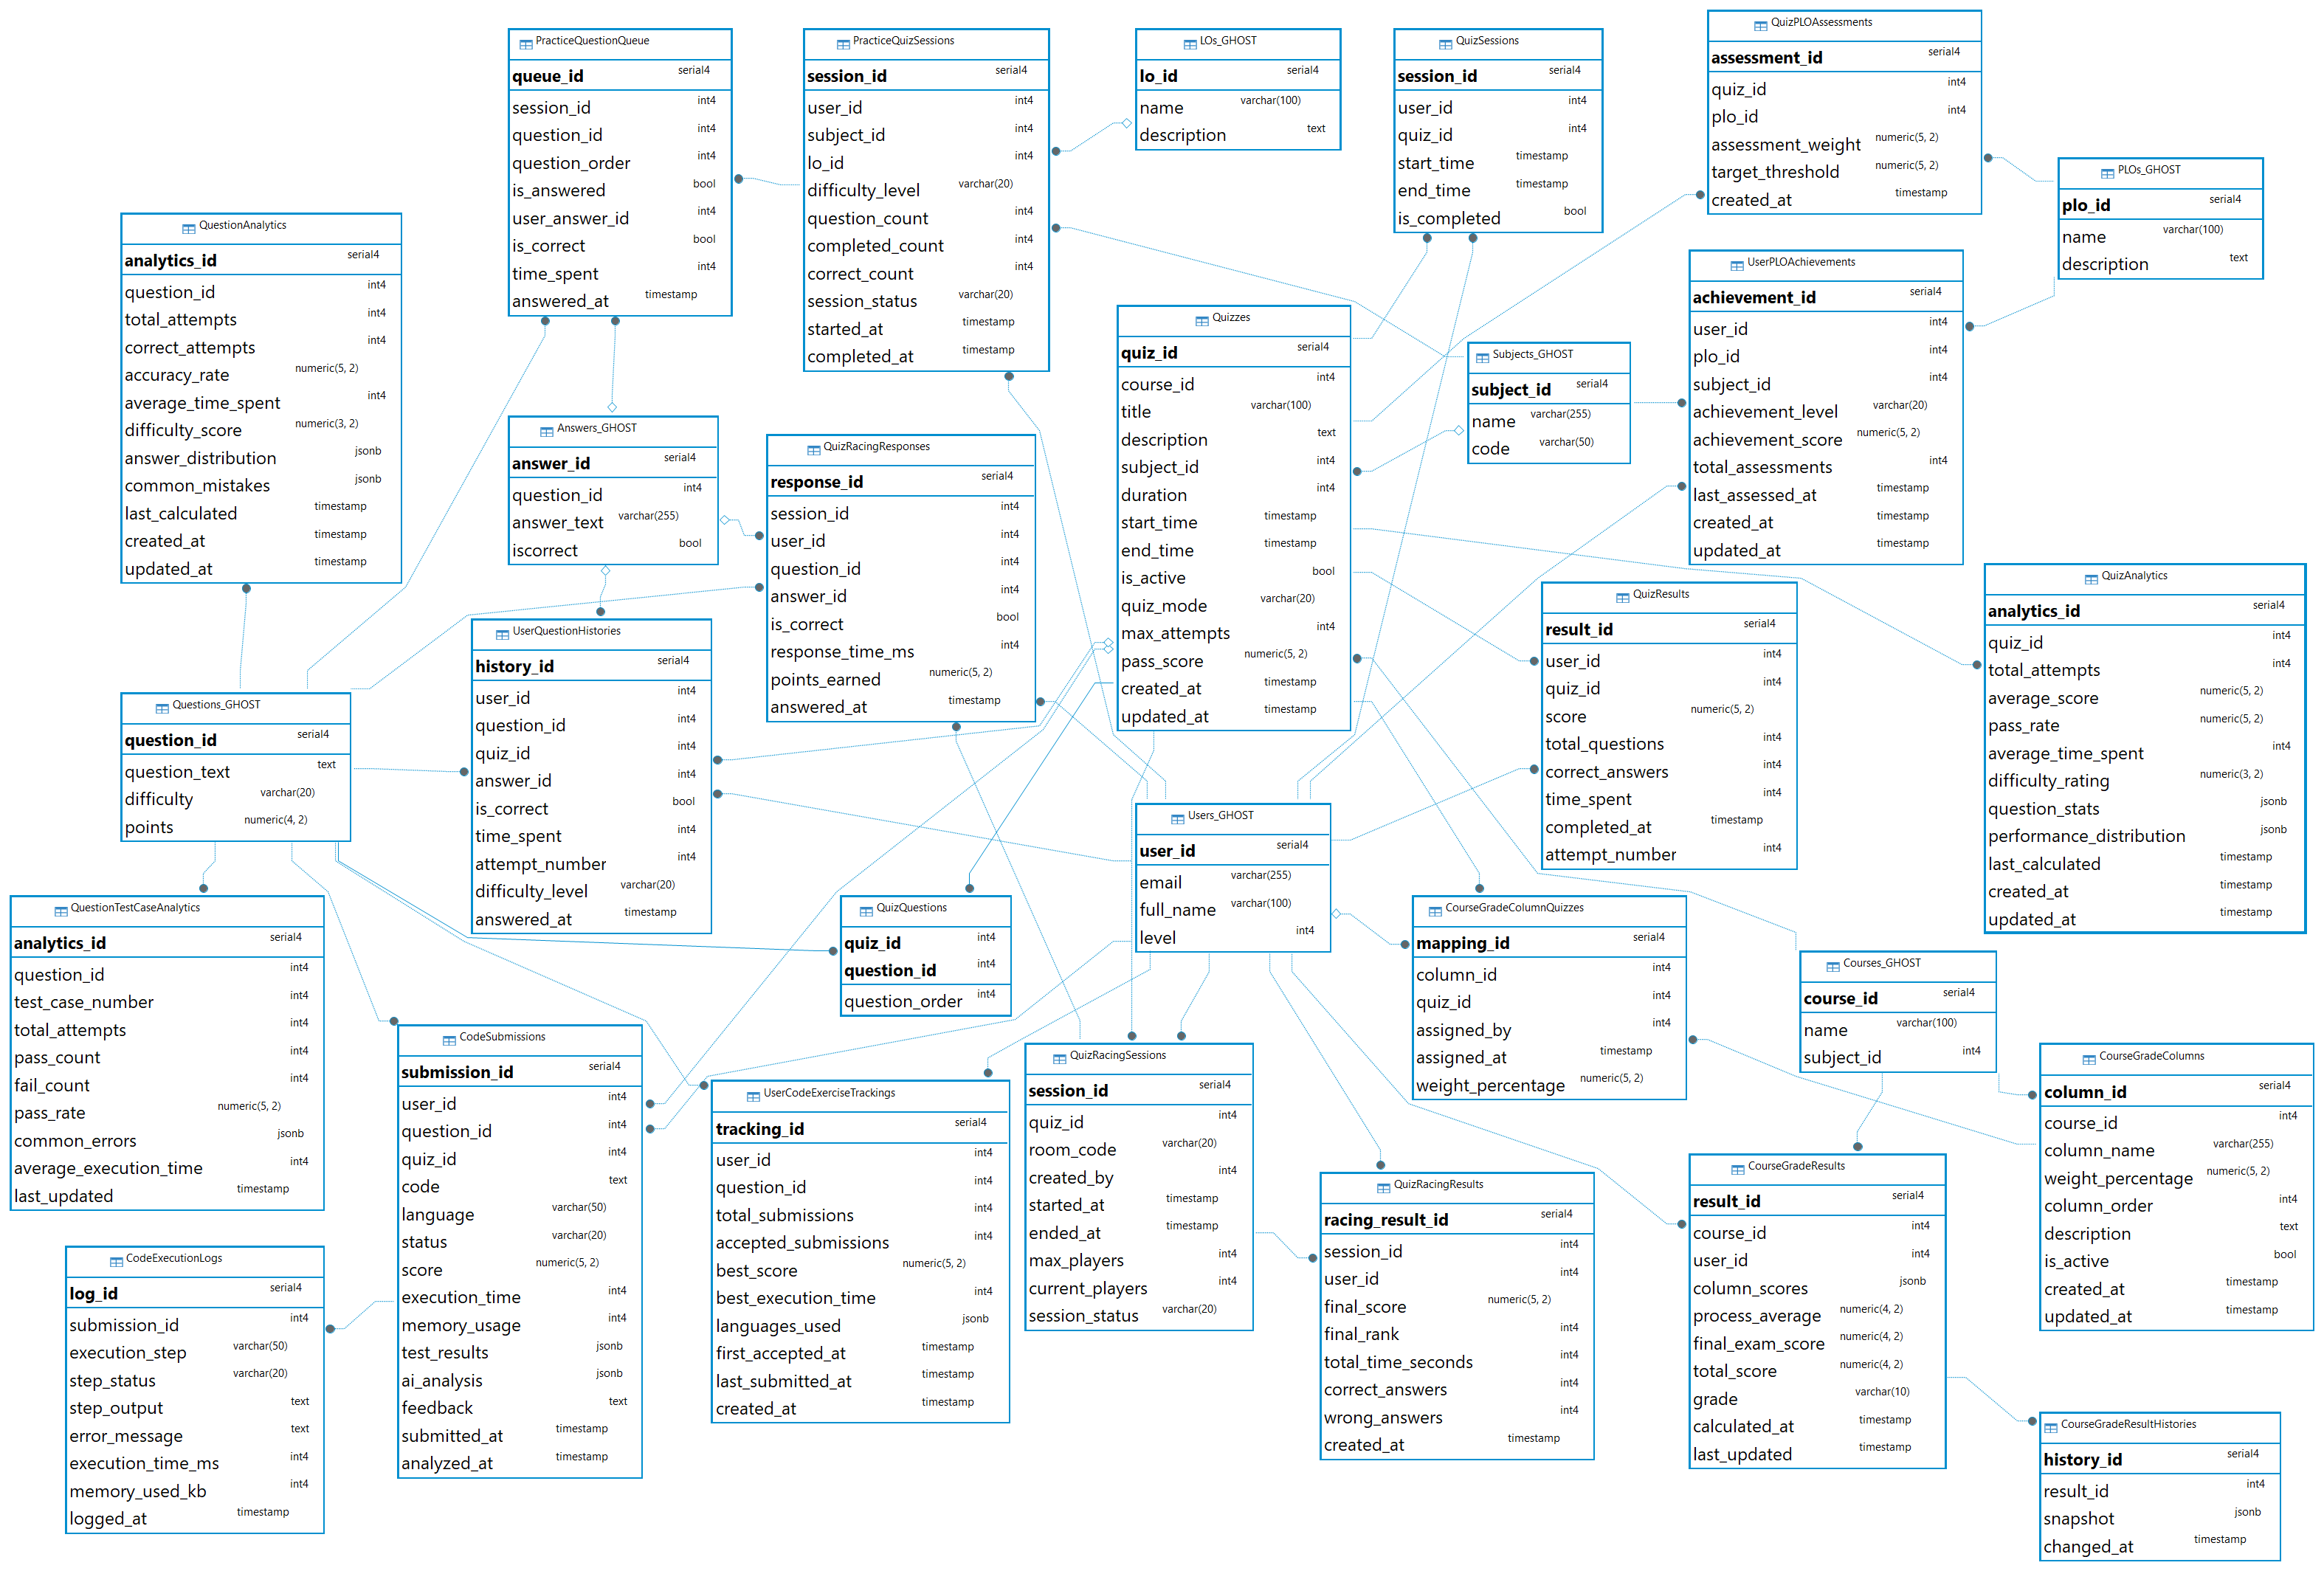 PracticeQuestionQueue
queue_id serial4
session_id int4
question_id int4
question_order int4
is_answered bool
user_answer_id int4
is_correct bool
time_spent int4
answered_at timestamp
PracticeQuizSessions
session_id serial4
user_id int4
subject_id int4
lo_id int4
difficulty_level varchar(20)
question_count int4
completed_count int4
correct_count int4
session_status varchar(20)
started_at timestamp
completed_at timestamp
LOs_GHOST
lo_id serial4
name varchar(100)
description text
QuizSessions
session_id serial4
user_id int4
quiz_id int4
start_time timestamp
end_time timestamp
is_completed bool
QuizPLOAssessments
assessment_id serial4
quiz_id int4
plo_id int4
assessment_weight numeric(5, 2)
target_threshold numeric(5, 2)
created_at timestamp
PLOs_GHOST
plo_id serial4
name varchar(100)
description text
QuestionAnalytics
analytics_id serial4
question_id int4
total_attempts int4
correct_attempts int4
accuracy_rate numeric(5, 2)
average_time_spent int4
difficulty_score numeric(3, 2)
answer_distribution jsonb
common_mistakes jsonb
last_calculated timestamp
created_at timestamp
updated_at timestamp
UserPLOAchievements
achievement_id serial4
user_id int4
plo_id int4
subject_id int4
achievement_level varchar(20)
achievement_score numeric(5, 2)
total_assessments int4
last_assessed_at timestamp
created_at timestamp
updated_at timestamp
Quizzes
quiz_id serial4
course_id int4
title varchar(100)
description text
subject_id int4
duration int4
start_time timestamp
end_time timestamp
is_active bool
quiz_mode varchar(20)
max_attempts int4
pass_score numeric(5, 2)
created_at timestamp
updated_at timestamp
Subjects_GHOST
subject_id serial4
name varchar(255)
code varchar(50)
Answers_GHOST
answer_id serial4
question_id int4
answer_text varchar(255)
iscorrect bool
QuizRacingResponses
response_id serial4
session_id int4
user_id int4
question_id int4
answer_id int4
is_correct bool
response_time_ms int4
points_earned numeric(5, 2)
answered_at timestamp
QuizAnalytics
analytics_id serial4
quiz_id int4
total_attempts int4
average_score numeric(5, 2)
pass_rate numeric(5, 2)
average_time_spent int4
difficulty_rating numeric(3, 2)
question_stats jsonb
performance_distribution jsonb
last_calculated timestamp
created_at timestamp
updated_at timestamp
QuizResults
result_id serial4
user_id int4
quiz_id int4
score numeric(5, 2)
total_questions int4
correct_answers int4
time_spent int4
completed_at timestamp
attempt_number int4
UserQuestionHistories
history_id serial4
user_id int4
question_id int4
quiz_id int4
answer_id int4
is_correct bool
time_spent int4
attempt_number int4
difficulty_level varchar(20)
answered_at timestamp
Questions_GHOST
question_id serial4
question_text text
difficulty varchar(20)
points numeric(4, 2)
Users_GHOST
user_id serial4
email varchar(255)
full_name varchar(100)
level int4
QuestionTestCaseAnalytics
analytics_id serial4
question_id int4
test_case_number int4
total_attempts int4
pass_count int4
fail_count int4
pass_rate numeric(5, 2)
common_errors jsonb
average_execution_time int4
last_updated timestamp
QuizQuestions
quiz_id int4
question_id int4
question_order int4
CourseGradeColumnQuizzes
mapping_id serial4
column_id int4
quiz_id int4
assigned_by int4
assigned_at timestamp
weight_percentage numeric(5, 2)
Courses_GHOST
course_id serial4
name varchar(100)
subject_id int4
CodeSubmissions
submission_id serial4
user_id int4
question_id int4
quiz_id int4
code text
language varchar(50)
status varchar(20)
score numeric(5, 2)
execution_time int4
memory_usage int4
test_results jsonb
ai_analysis jsonb
feedback text
submitted_at timestamp
analyzed_at timestamp
UserCodeExerciseTrackings
tracking_id serial4
user_id int4
question_id int4
total_submissions int4
accepted_submissions int4
best_score numeric(5, 2)
best_execution_time int4
languages_used jsonb
first_accepted_at timestamp
last_submitted_at timestamp
created_at timestamp
QuizRacingSessions
session_id serial4
quiz_id int4
room_code varchar(20)
created_by int4
started_at timestamp
ended_at timestamp
max_players int4
current_players int4
session_status varchar(20)
CourseGradeColumns
column_id serial4
course_id int4
column_name varchar(255)
weight_percentage numeric(5, 2)
column_order int4
description text
is_active bool
created_at timestamp
updated_at timestamp
CourseGradeResults
result_id serial4
course_id int4
user_id int4
column_scores jsonb
process_average numeric(4, 2)
final_exam_score numeric(4, 2)
total_score numeric(4, 2)
grade varchar(10)
calculated_at timestamp
last_updated timestamp
QuizRacingResults
racing_result_id serial4
session_id int4
user_id int4
final_score numeric(5, 2)
final_rank int4
total_time_seconds int4
correct_answers int4
wrong_answers int4
created_at timestamp
CodeExecutionLogs
log_id serial4
submission_id int4
execution_step varchar(50)
step_status varchar(20)
step_output text
error_message text
execution_time_ms int4
memory_used_kb int4
logged_at timestamp
CourseGradeResultHistories
history_id serial4
result_id int4
snapshot jsonb
changed_at timestamp